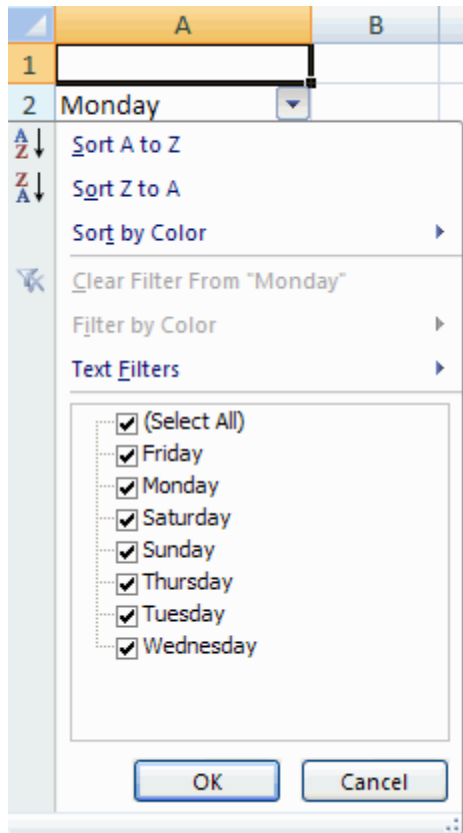 A B
1
2 Monday
A Z Sort A to Z
Z A Sort Z to A
Sort by Color
Clear Filter From "Monday"
Filter by Color
Text Filters
(Select All)
Friday
Monday
Saturday
Sunday
Thursday
Tuesday
Wednesday
OK Cancel